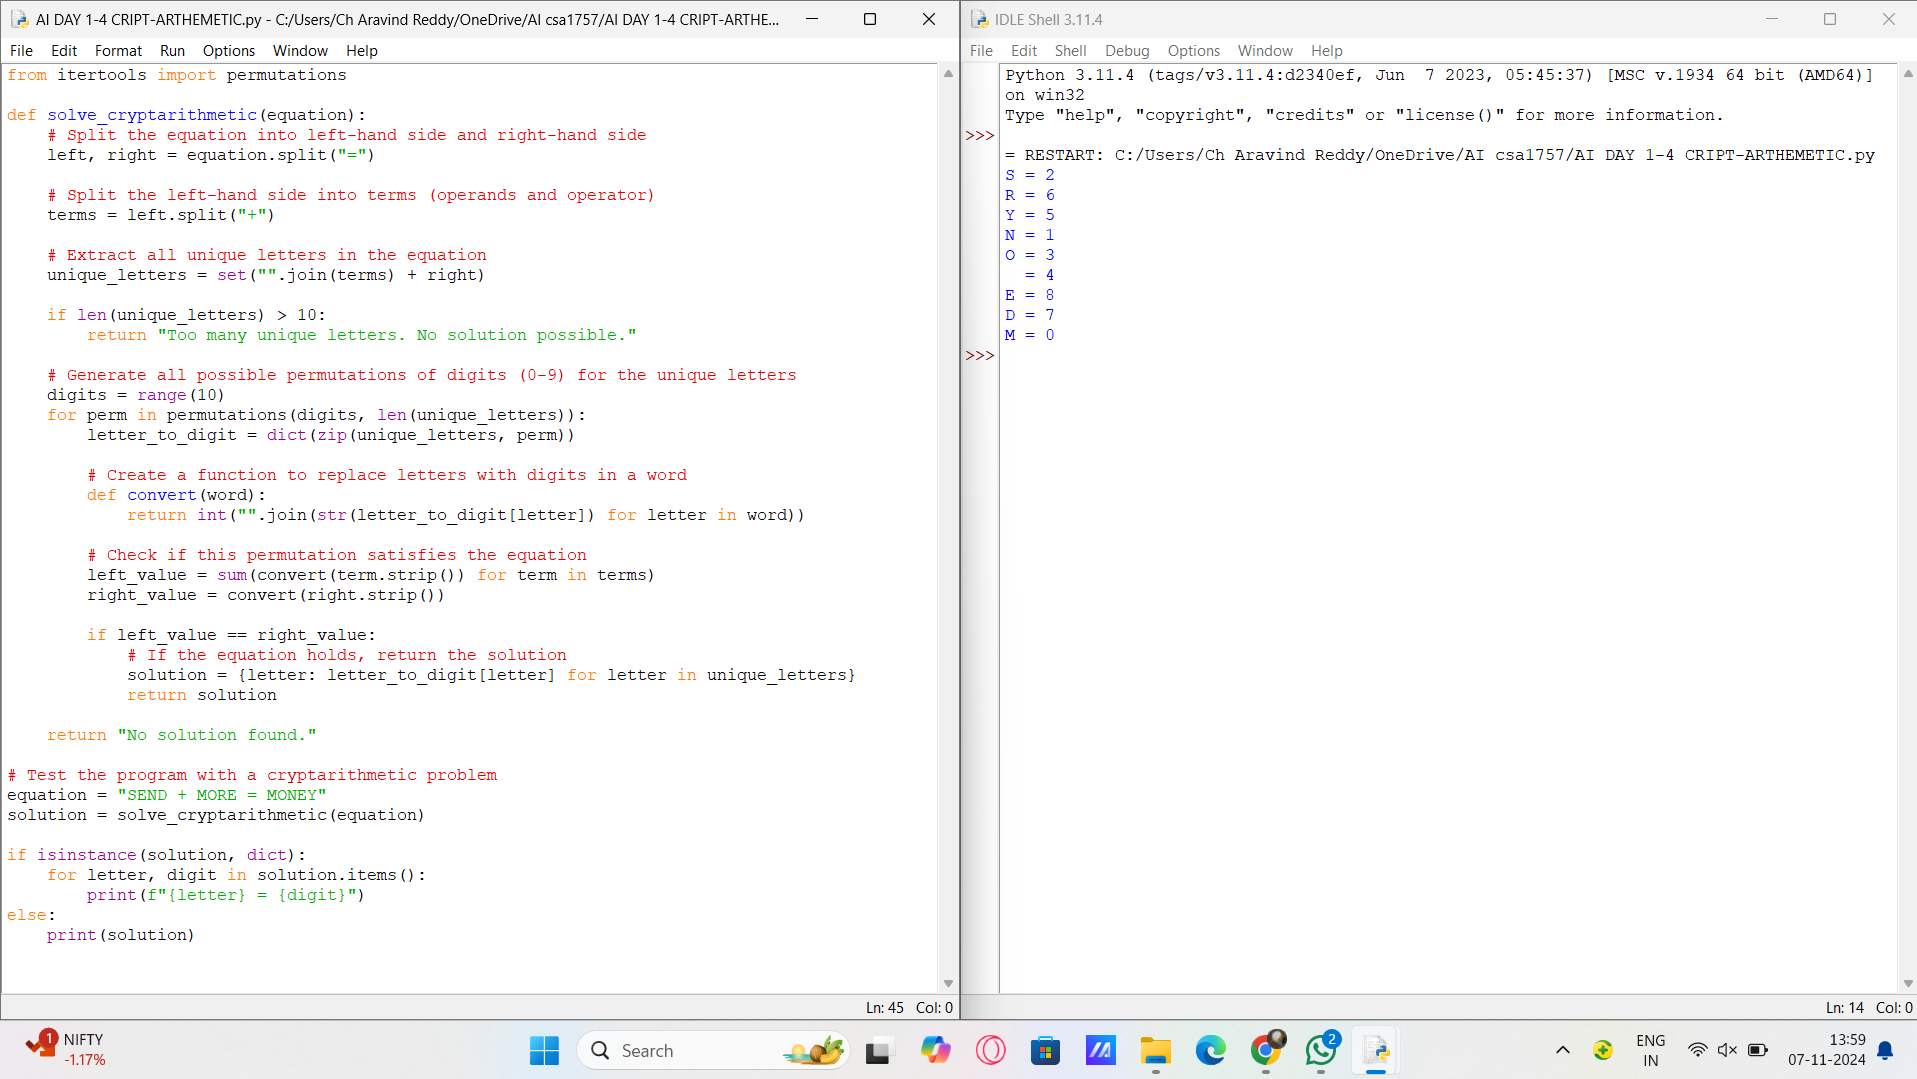 AI DAY 1-4 CRIPT-ARTHEMETIC.py - C:/Users/Ch Aravind Reddy/OneDrive/AI csa1757/AI DAY 1-4 CRIPT-ARTHE...
File Edit Format Run Options Window Help
from itertools import permutations
def solve_cryptarithmetic(equation):
    # Split the equation into left-hand side and right-hand side
    left, right = equation.split("=")
    # Split the left-hand side into terms (operands and operator)
    terms = left.split("+")
    # Extract all unique letters in the equation
    unique_letters = set("".join(terms) + right)
    if len(unique_letters) > 10:
        return "Too many unique letters. No solution possible."
    # Generate all possible permutations of digits (0-9) for the unique letters
    digits = range(10)
    for perm in permutations(digits, len(unique_letters)):
        letter_to_digit = dict(zip(unique_letters, perm))
        # Create a function to replace letters with digits in a word
        def convert(word):
            return int("".join(str(letter_to_digit[letter]) for letter in word))
        # Check if this permutation satisfies the equation
        left_value = sum(convert(term.strip()) for term in terms)
        right_value = convert(right.strip())
        if left_value == right_value:
            # If the equation holds, return the solution
            solution = {letter: letter_to_digit[letter] for letter in unique_letters}
            return solution
    return "No solution found."
# Test the program with a cryptarithmetic problem
equation = "SEND + MORE = MONEY"
solution = solve_cryptarithmetic(equation)
if isinstance(solution, dict):
    for letter, digit in solution.items():
        print(f"{letter} = {digit}")
else:
    print(solution)
Ln: 45 Col: 0
IDLE Shell 3.11.4
File Edit Shell Debug Options Window Help
Python 3.11.4 (tags/v3.11.4:d2340ef, Jun  7 2023, 05:45:37) [MSC v.1934 64 bit (AMD64)]
on win32
Type "help", "copyright", "credits" or "license()" for more information.
>>>
= RESTART: C:/Users/Ch Aravind Reddy/OneDrive/AI csa1757/AI DAY 1-4 CRIPT-ARTHEMETIC.py
S = 2
R = 6
Y = 5
N = 1
O = 3
  = 4
E = 8
D = 7
M = 0
>>>
Ln: 14 Col: 0
1
NIFTY
-1.17%
Search
2
ENG
IN
13:59
07-11-2024